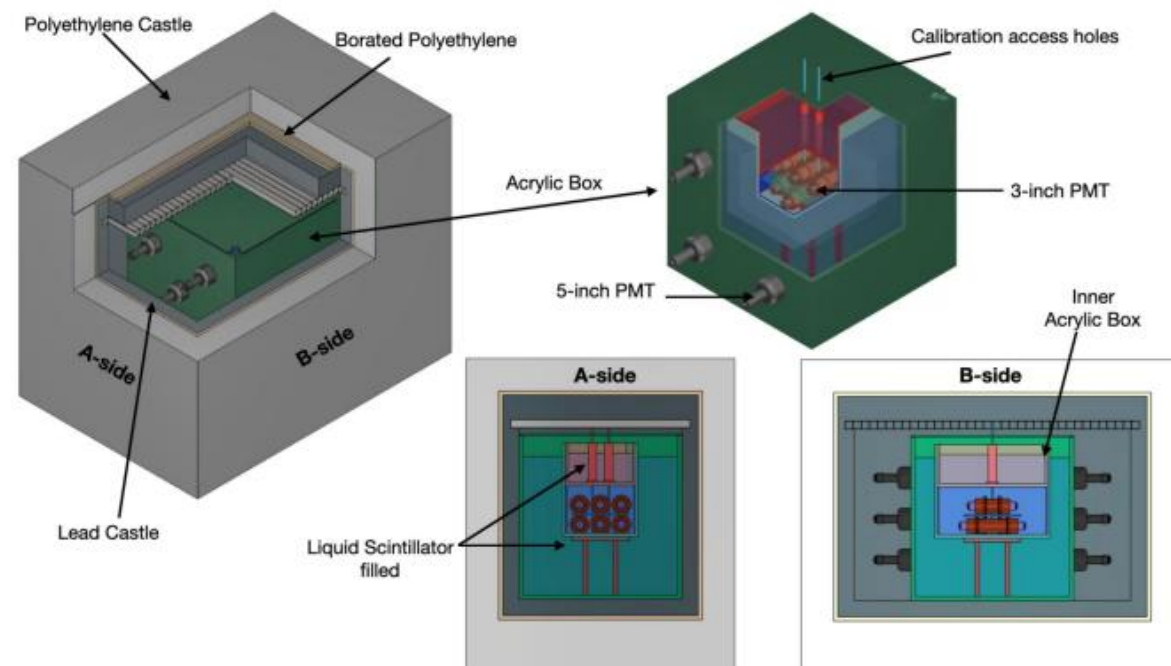 Polyethylene Castle
Borated Polyethylene
Calibration access holes
Acrylic Box
3-inch PMT
5-inch PMT
Inner
Acrylic Box
A-side
B-side
A-side
B-side
Lead Castle
Liquid Scintillator
filled